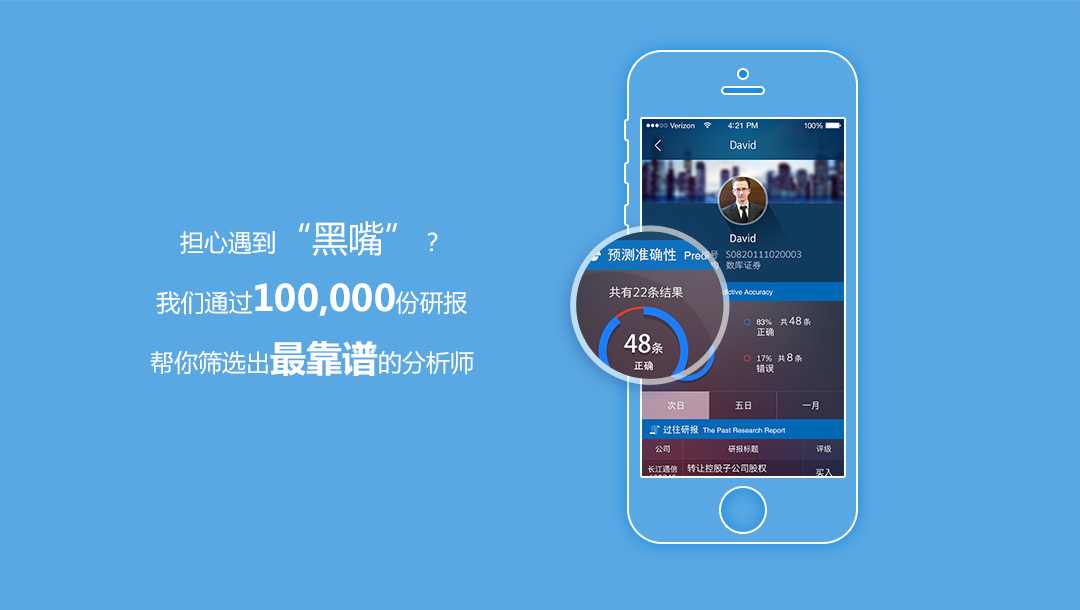 担心遇到“黑嘴”?
我们通过100,000份研报
帮你筛选出最靠谱的分析师
Verizon 4:21 PM 100%
David
David
号 S0820111020003
数库证券
预测准确性 Pred
ctive Accuracy
共有22条结果
48条
正确
83% 共48条
正确
17% 共8条
错误
次日 五日 一月
过往研报 The Past Research Report
公司 研报标题 评级
长江通信 转让控股子公司股权 买入